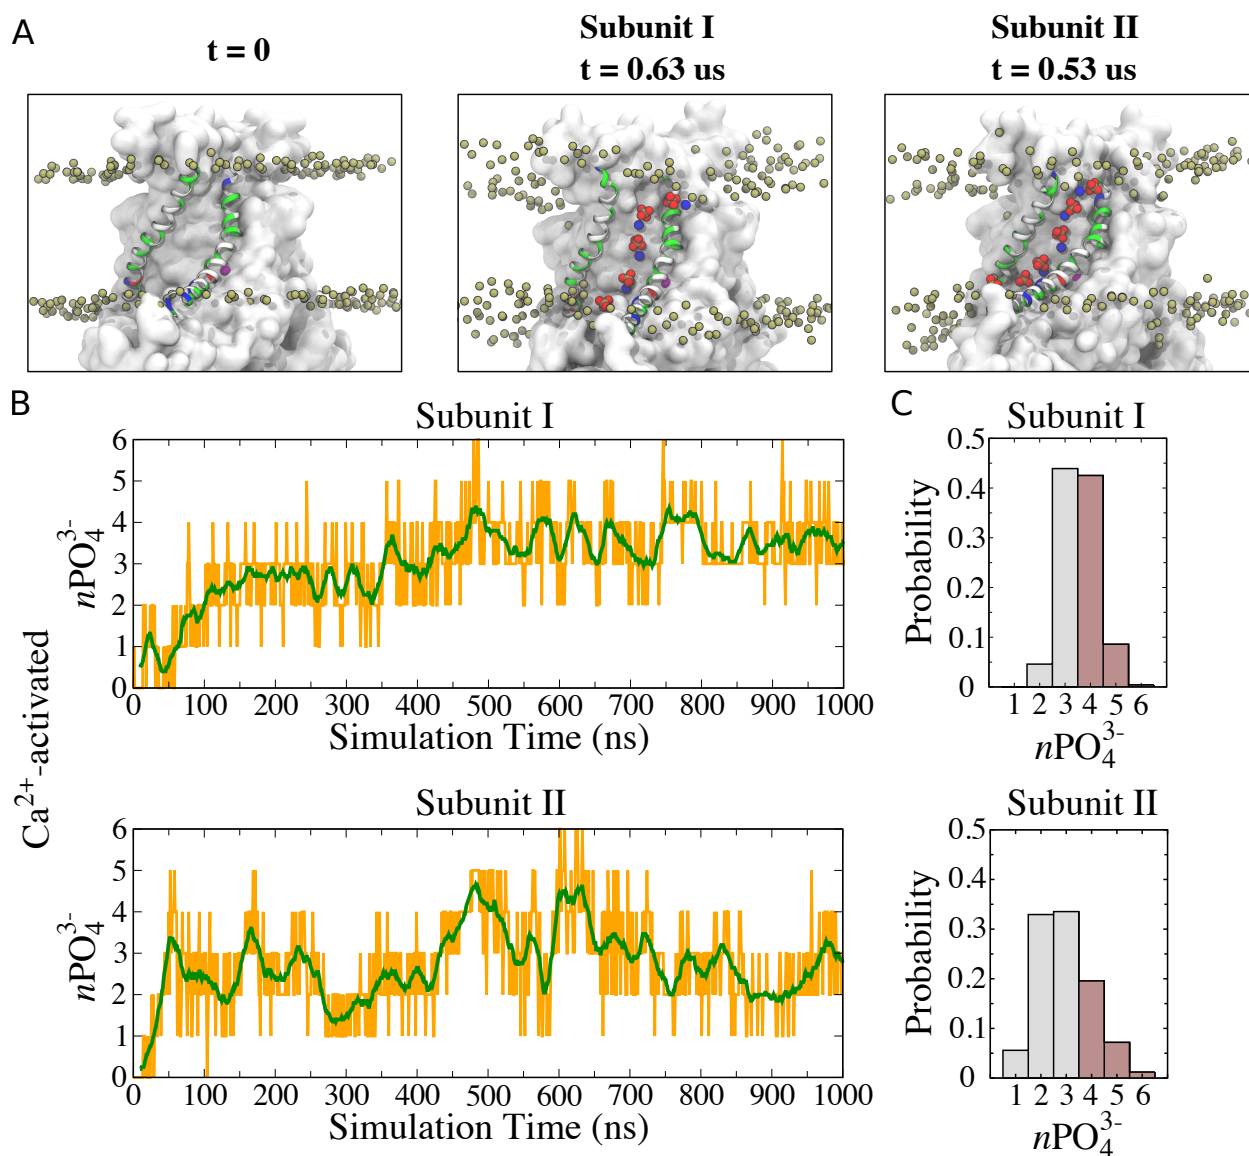 A
t = 0
Subunit I
t = 0.63 us
Subunit II
t = 0.53 us
B
Subunit I
6
5
4
3
2
1
0
nPO₄³⁻
0 100 200 300 400 500 600 700 800 900 1000
Simulation Time (ns)
C
Subunit I
0.5
0.4
0.3
0.2
0.1
0
Probability
1 2 3 4 5 6
nPO₄³⁻
Ca²⁺-activated
Subunit II
6
5
4
3
2
1
0
nPO₄³⁻
0 100 200 300 400 500 600 700 800 900 1000
Simulation Time (ns)
Subunit II
0.5
0.4
0.3
0.2
0.1
0
Probability
1 2 3 4 5 6
nPO₄³⁻